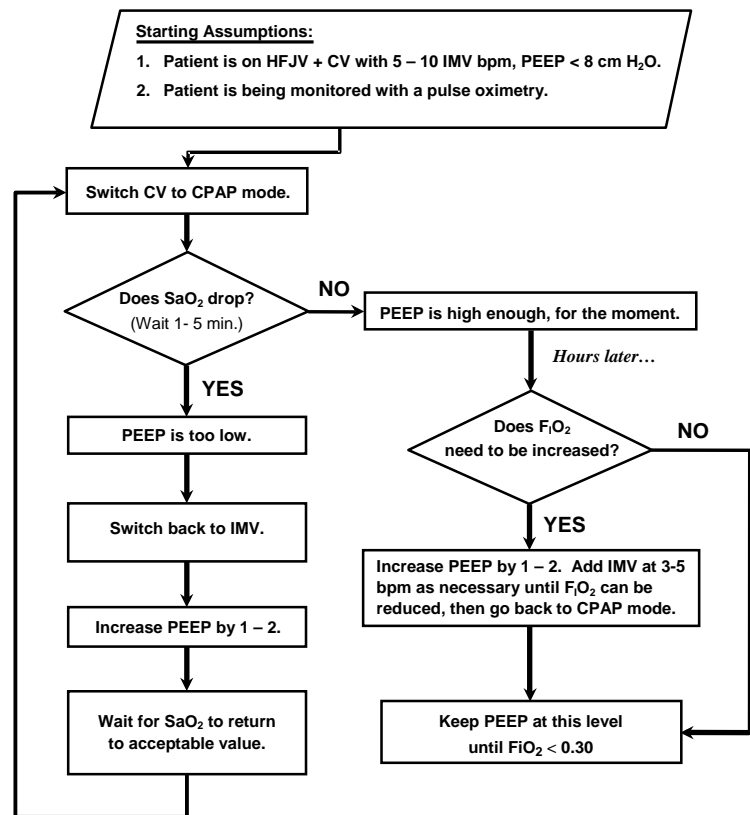 Starting Assumptions:
1. Patient is on HFJV + CV with 5 – 10 IMV bpm, PEEP < 8 cm H₂O.
2. Patient is being monitored with a pulse oximetry.
Switch CV to CPAP mode.
Does SaO₂ drop?
(Wait 1- 5 min.)
NO
PEEP is high enough, for the moment.
Hours later…
YES
PEEP is too low.
Switch back to IMV.
Increase PEEP by 1 – 2.
Wait for SaO₂ to return
to acceptable value.
Does FIO₂
need to be increased?
NO
YES
Increase PEEP by 1 – 2. Add IMV at 3-5
bpm as necessary until FIO₂ can be
reduced, then go back to CPAP mode.
Keep PEEP at this level
until FiO₂ < 0.30